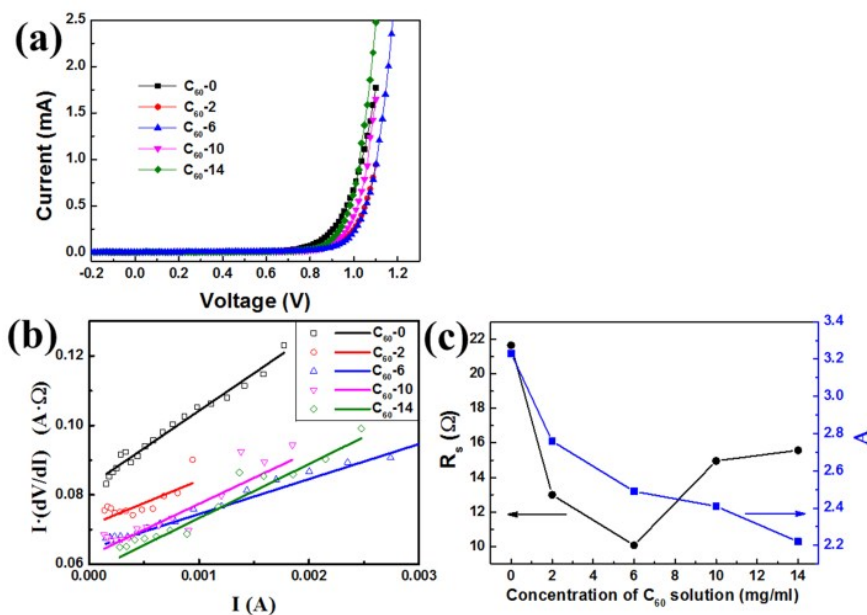 (a)
2.5
2.0
1.5
1.0
0.5
0.0
Current (mA)
C60-0
C60-2
C60-6
C60-10
C60-14
-0.2 0.0 0.2 0.4 0.6 0.8 1.0 1.2
Voltage (V)
(b)
0.12
0.10
0.08
0.06
I·(dV/dI) (A·Ω)
C60-0
C60-2
C60-6
C60-10
C60-14
0.000 0.001 0.002 0.003
I (A)
(c)
22
20
18
16
14
12
10
Rs (Ω)
3.4
3.2
3.0
2.8
2.6
2.4
2.2
A
0 2 4 6 8 10 12 14
Concentration of C60 solution (mg/ml)